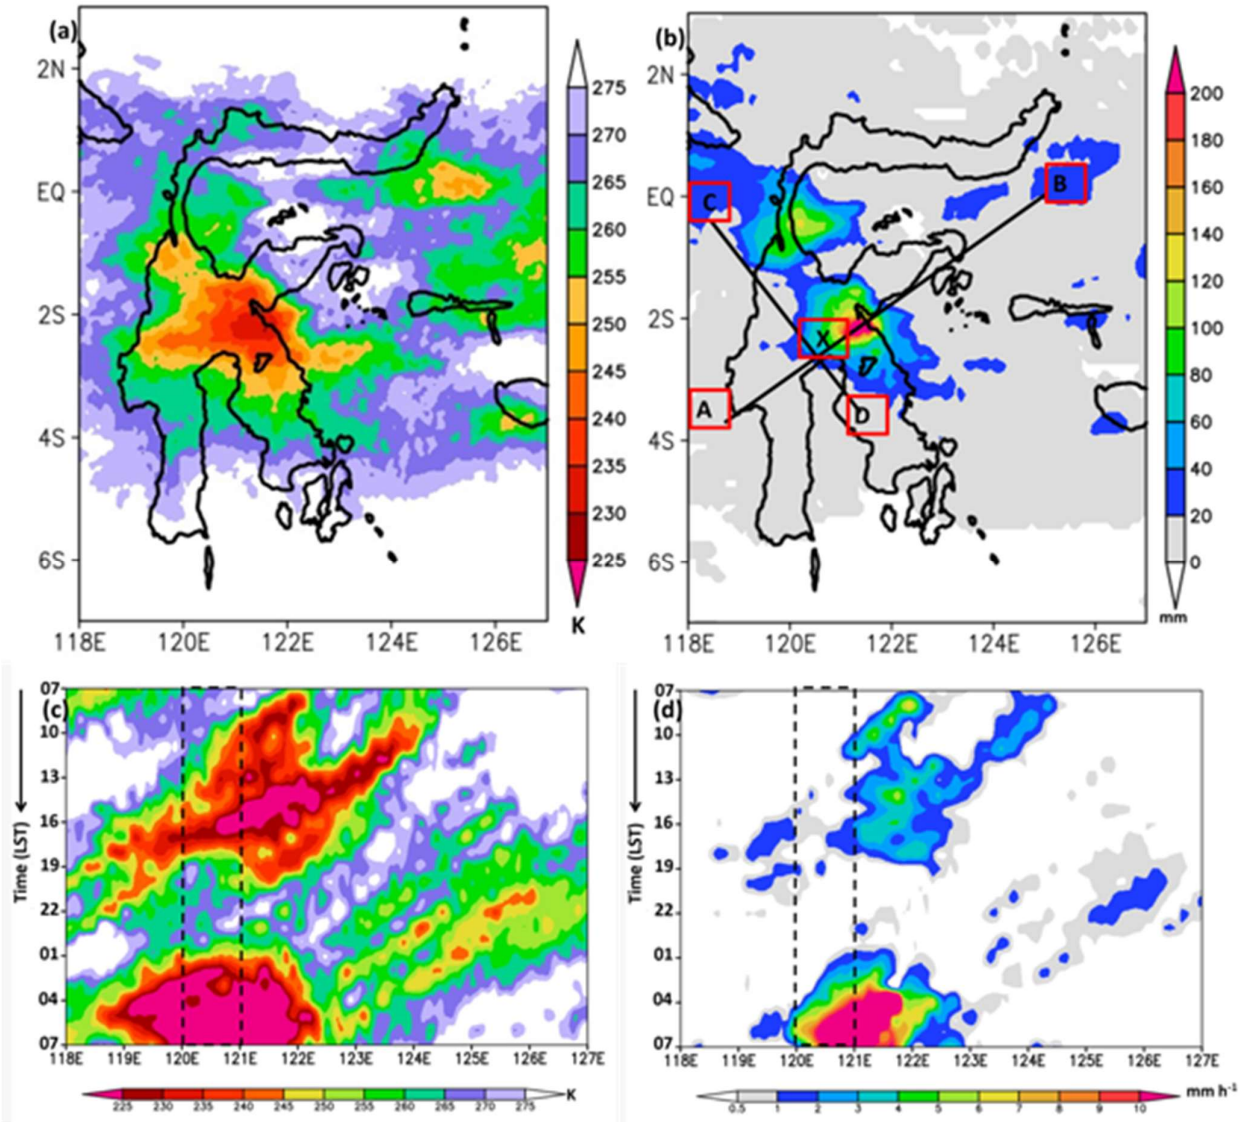 (a)
2N
EQ
2S
4S
6S
118E 120E 122E 124E 126E
275
270
265
260
255
250
245
240
235
230
225
K
(b)
2N
EQ
2S
4S
6S
118E 120E 122E 124E 126E
C
B
X
A
D
200
180
160
140
120
100
80
60
40
20
0
mm
(c)
Time (LST)
07
10
13
16
19
22
01
04
07
118E 119E 120E 121E 122E 123E 124E 125E 126E 127E
225 230 235 240 245 250 255 260 265 270 275 K
(d)
Time (LST)
07
10
13
16
19
22
01
04
07
118E 119E 120E 121E 122E 123E 124E 125E 126E 127E
0.5 1 2 3 4 5 6 7 8 9 10 mm h⁻¹